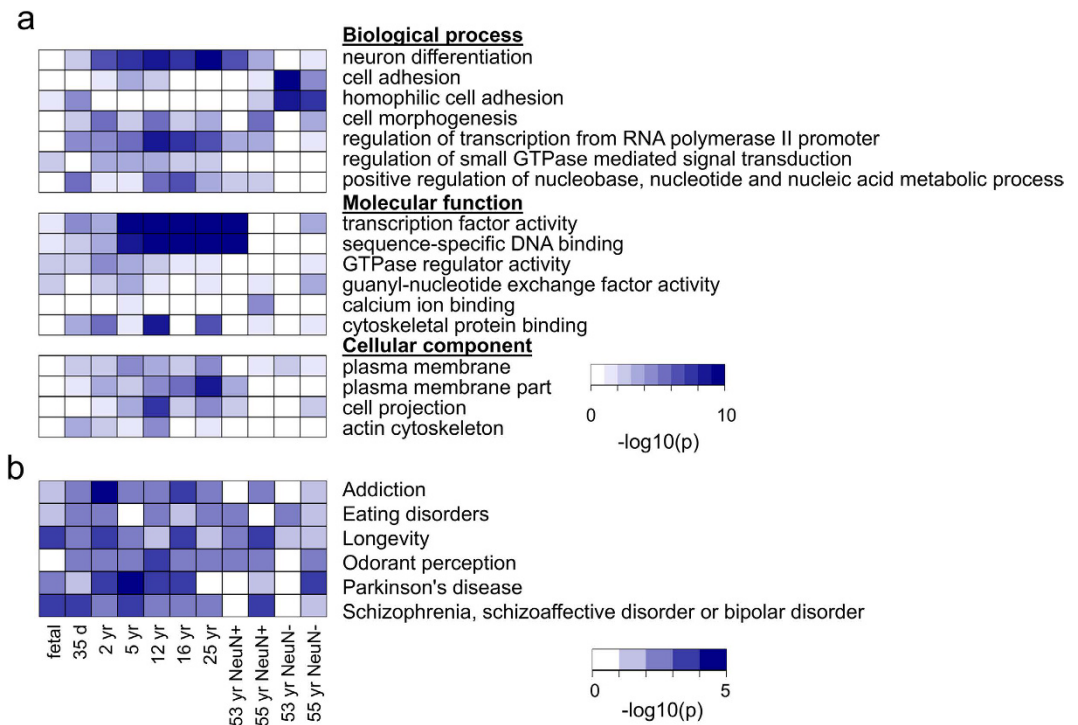 a
Biological process
neuron differentiation
cell adhesion
homophilic cell adhesion
cell morphogenesis
regulation of transcription from RNA polymerase II promoter
regulation of small GTPase mediated signal transduction
positive regulation of nucleobase, nucleotide and nucleic acid metabolic process
Molecular function
transcription factor activity
sequence-specific DNA binding
GTPase regulator activity
guanyl-nucleotide exchange factor activity
calcium ion binding
cytoskeletal protein binding
Cellular component
plasma membrane
plasma membrane part
cell projection
actin cytoskeleton
0 10
-log10(p)
b
Addiction
Eating disorders
Longevity
Odorant perception
Parkinson's disease
Schizophrenia, schizoaffective disorder or bipolar disorder
fetal
35 d
2 yr
5 yr
12 yr
16 yr
25 yr
53 yr NeuN+
55 yr NeuN+
53 yr NeuN-
55 yr NeuN-
0 5
-log10(p)